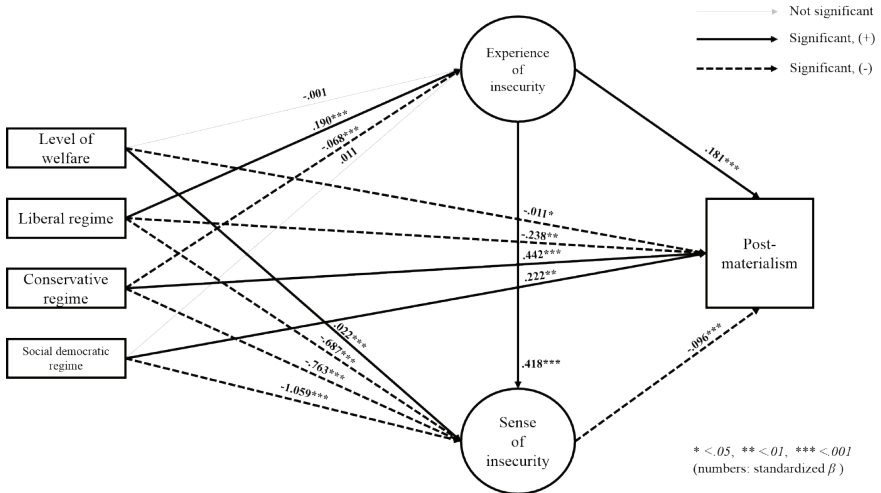 Not significant
Significant, (+)
Significant, (-)
Experience
of
insecurity
-.001
.190***
-.068***
.011
.181***
Level of
welfare
Liberal regime
Conservative
regime
Social democratic
regime
-.011*
-.238**
.442***
.222**
Post-
materialism
.022***
-.687***
-.763***
-1.059***
.418***
-.096***
Sense
of
insecurity
* <.05, ** <.01, *** <.001
(numbers: standardized β )